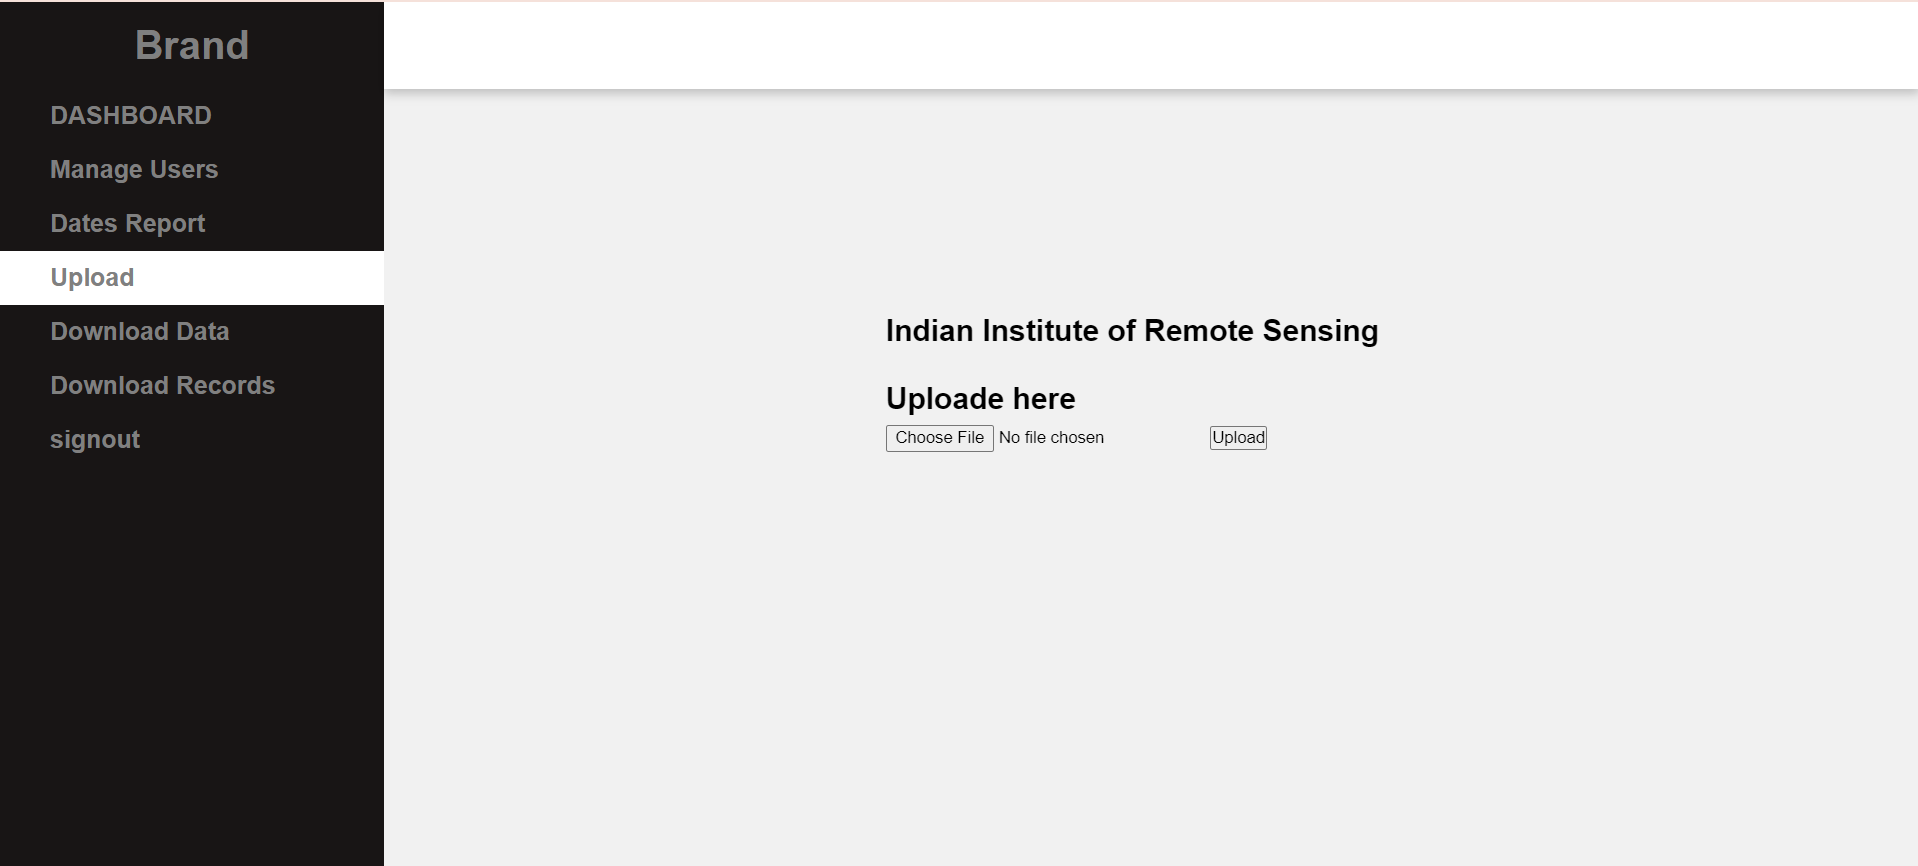 Brand
DASHBOARD
Manage Users
Dates Report
Upload
Download Data
Download Records
signout
Indian Institute of Remote Sensing
Uploade here
Choose File No file chosen Upload